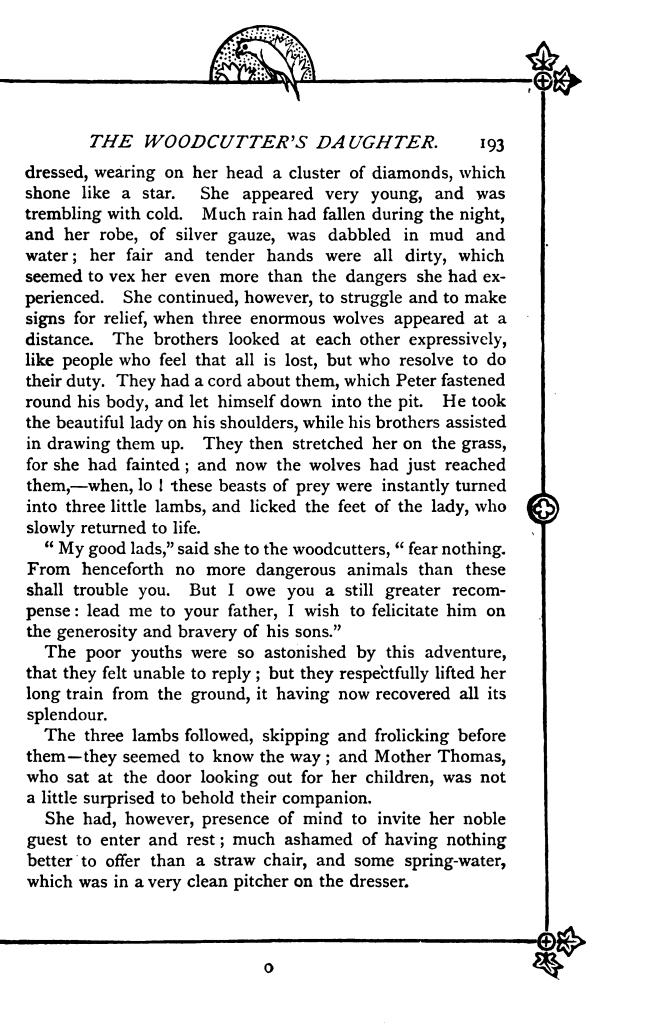 THE WOODCUTTER'S DAUGHTER. 193
dressed, wearing on her head a cluster of diamonds, which
shone like a star. She appeared very young, and was
trembling with cold. Much rain had fallen during the night,
and her robe, of silver gauze, was dabbled in mud and
water; her fair and tender hands were all dirty, which
seemed to vex her even more than the dangers she had ex-
perienced. She continued, however, to struggle and to make
signs for relief, when three enormous wolves appeared at a
distance. The brothers looked at each other expressively,
like people who feel that all is lost, but who resolve to do
their duty. They had a cord about them, which Peter fastened
round his body, and let himself down into the pit. He took
the beautiful lady on his shoulders, while his brothers assisted
in drawing them up. They then stretched her on the grass,
for she had fainted; and now the wolves had just reached
them,—when, lo! these beasts of prey were instantly turned
into three little lambs, and licked the feet of the lady, who
slowly returned to life.
"My good lads," said she to the woodcutters, "fear nothing.
From henceforth no more dangerous animals than these
shall trouble you. But I owe you a still greater recom-
pense: lead me to your father, I wish to felicitate him on
the generosity and bravery of his sons."
The poor youths were so astonished by this adventure,
that they felt unable to reply; but they respectfully lifted her
long train from the ground, it having now recovered all its
splendour.
The three lambs followed, skipping and frolicking before
them—they seemed to know the way; and Mother Thomas,
who sat at the door looking out for her children, was not
a little surprised to behold their companion.
She had, however, presence of mind to invite her noble
guest to enter and rest; much ashamed of having nothing
better to offer than a straw chair, and some spring-water,
which was in a very clean pitcher on the dresser.
O